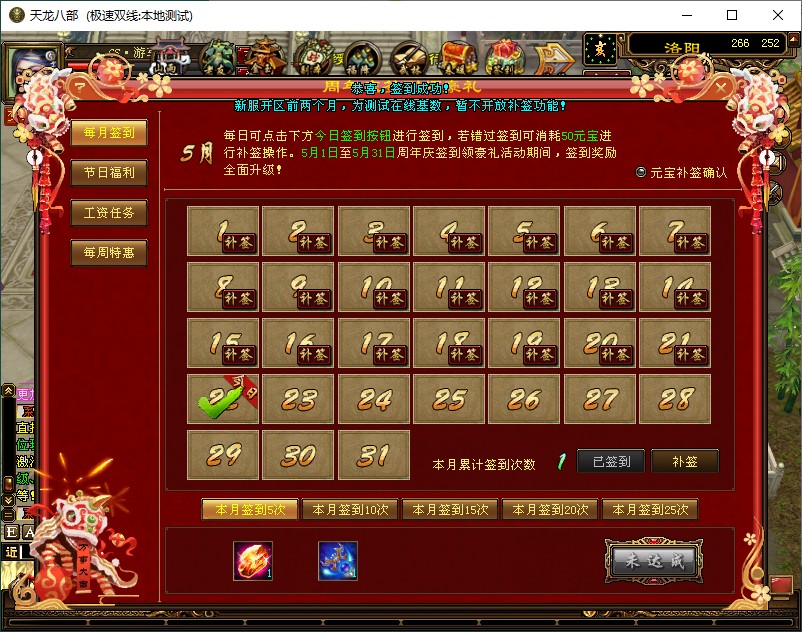 天龙八部 (极速双线:本地测试)
洛阳 266 252
恭喜，签到成功!
新服开区前两个月，为测试在线基数，暂不开放补签功能!
每月签到
节日福利
工资任务
每周特惠
5月
每日可点击下方今日签到按钮进行签到，若错过签到可消耗50元宝进
行补签操作。5月1日至5月31日周年庆签到领豪礼活动期间，签到奖励
全面升级!
元宝补签确认
1 补签 2 补签 3 补签 4 补签 5 补签 6 补签 7 补签
8 补签 9 补签 10 补签 11 补签 12 补签 13 补签 14 补签
15 补签 16 补签 17 补签 18 补签 19 补签 20 补签 21 补签
22 23 24 25 26 27 28
29 30 31
本月累计签到次数 1 已签到 补签
本月签到5次 本月签到10次 本月签到15次 本月签到20次 本月签到25次
1 1
未达成
万事大吉
E A
近